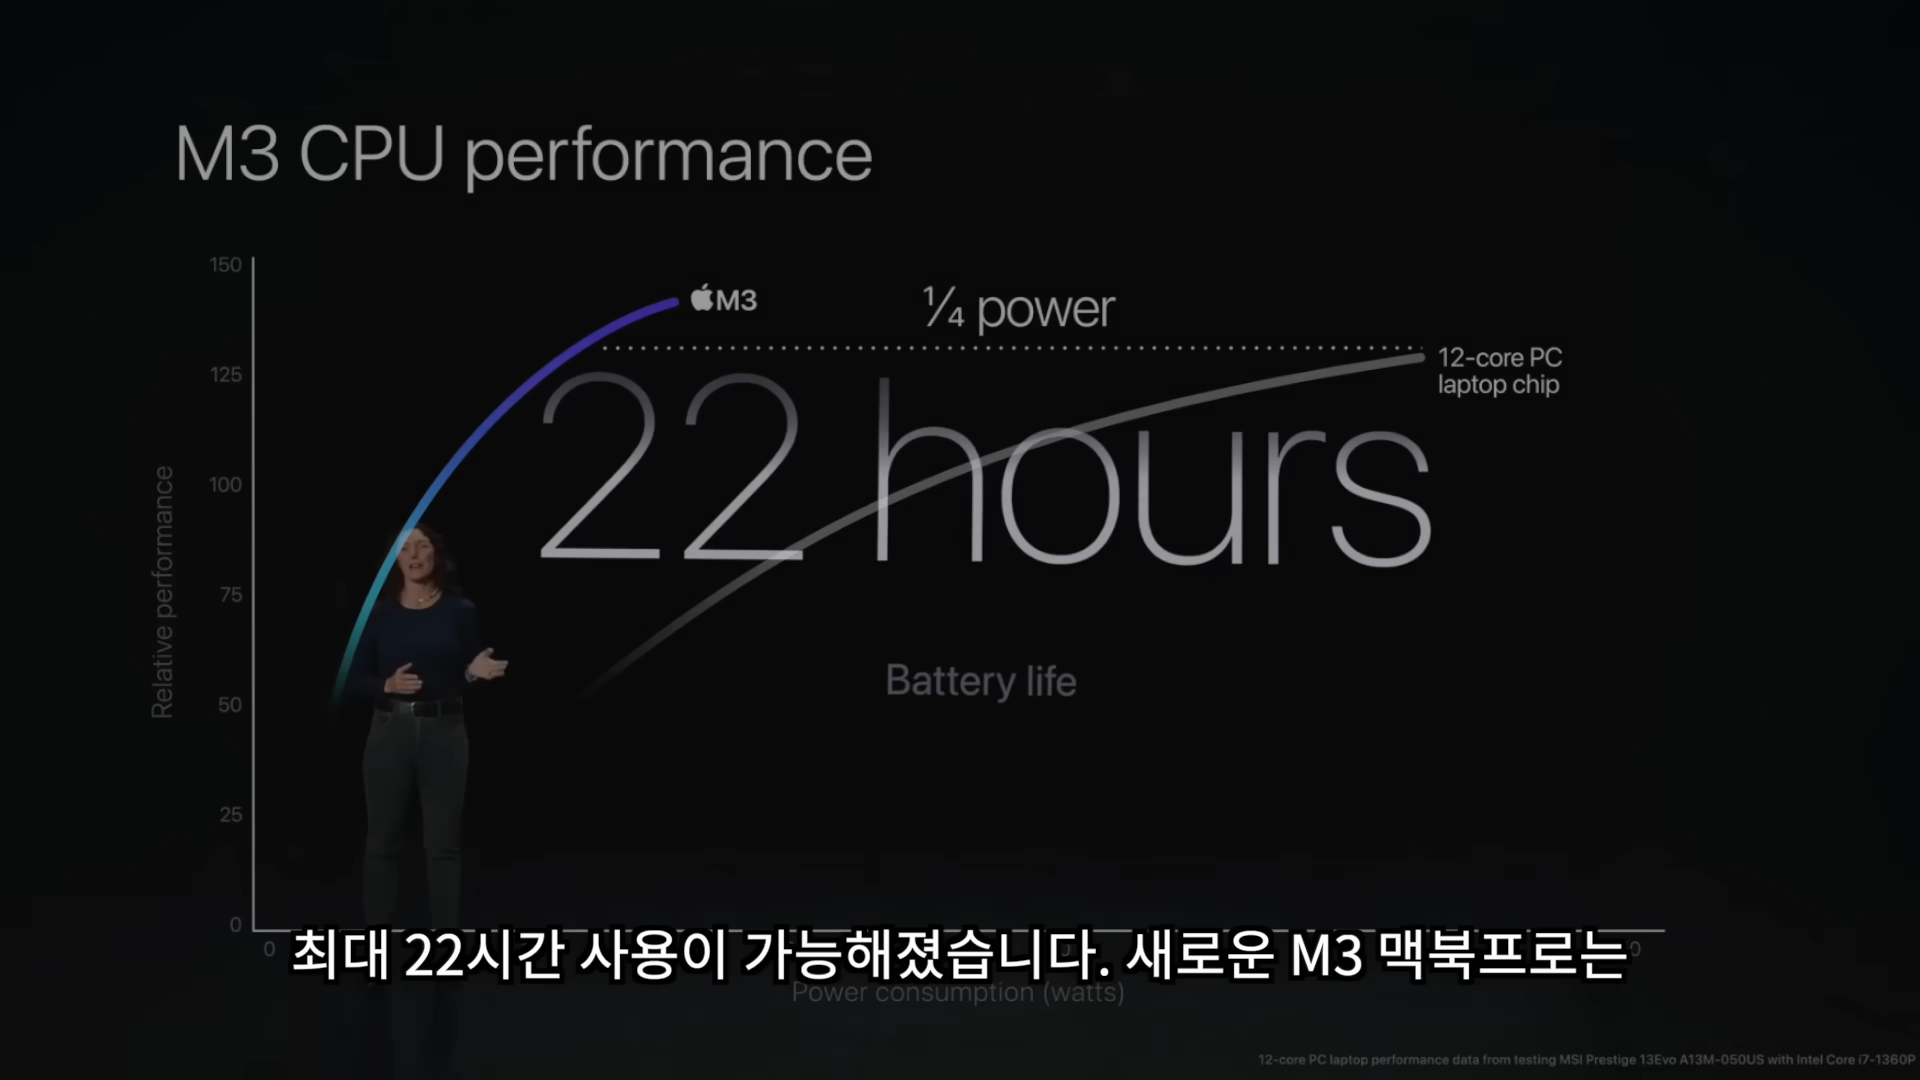 M3 CPU performance
150
M3
¼ power
12-core PC
laptop chip
125
22 hours
100
Relative performance
75
Battery life
50
25
0
0
최대 22시간 사용이 가능해졌습니다. 새로운 M3 맥북프로는
Power consumption (watts)
12-core PC laptop performance data from testing MSI Prestige 13Evo A13M-050US with Intel Core i7-1360P